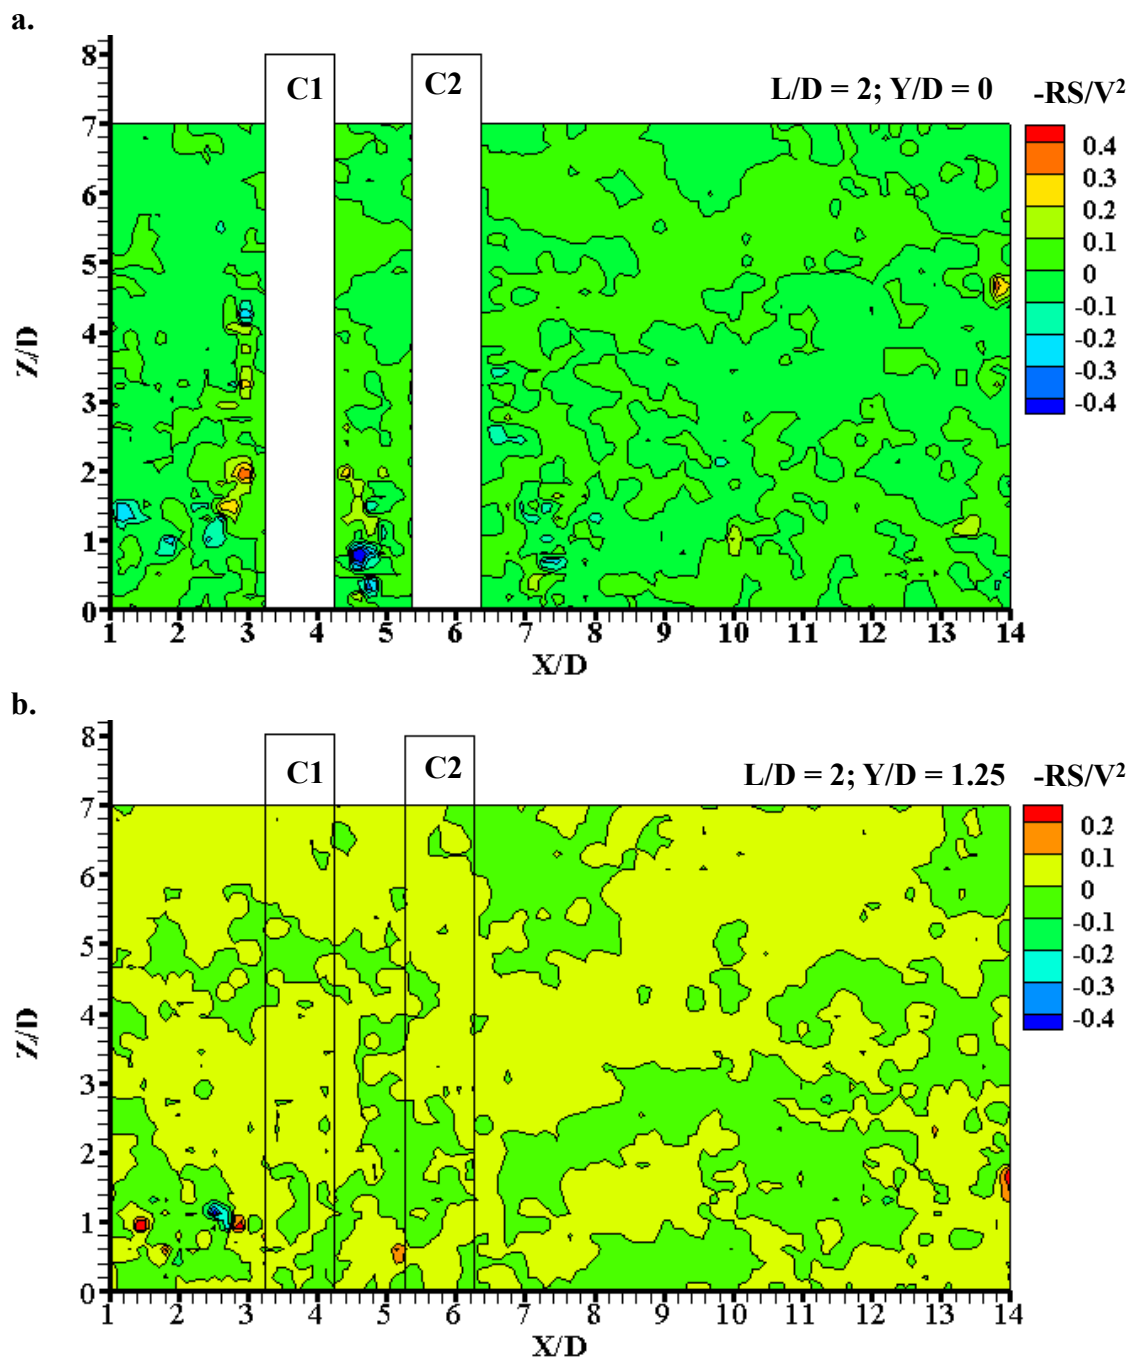 a.
C1
C2
L/D = 2; Y/D = 0
-RS/V²
8
7
6
5
4
3
2
1
0
Z/D
0.4
0.3
0.2
0.1
0
-0.1
-0.2
-0.3
-0.4
1 2 3 4 5 6 7 8 9 10 11 12 13 14
X/D
b.
C1
C2
L/D = 2; Y/D = 1.25
-RS/V²
8
7
6
5
4
3
2
1
0
Z/D
0.2
0.1
0
-0.1
-0.2
-0.3
-0.4
1 2 3 4 5 6 7 8 9 10 11 12 13 14
X/D